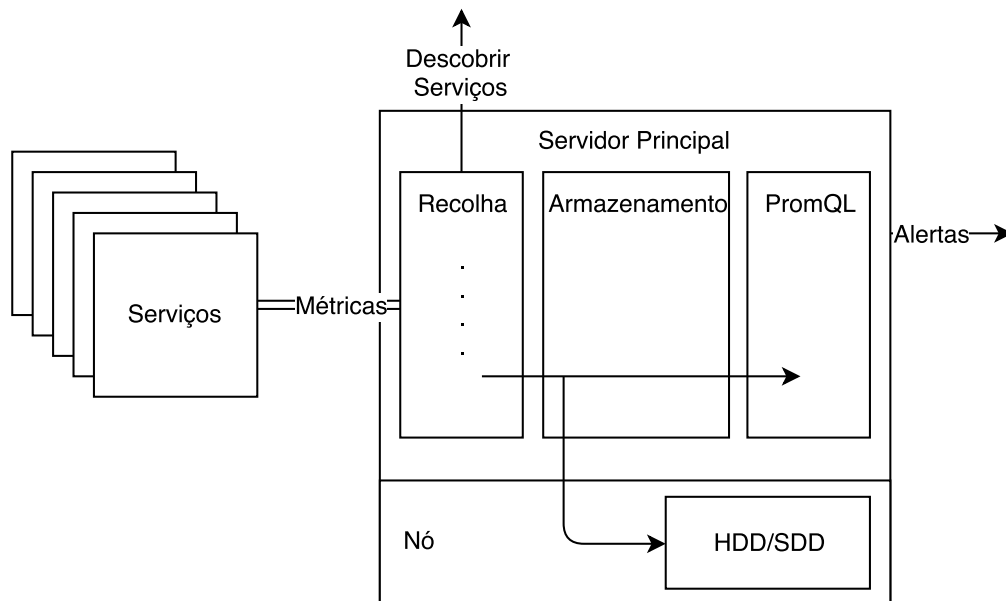 Descobrir
Serviços
Servidor Principal
Recolha
Armazenamento
PromQL
Alertas
Serviços
Métricas
Nó
HDD/SDD